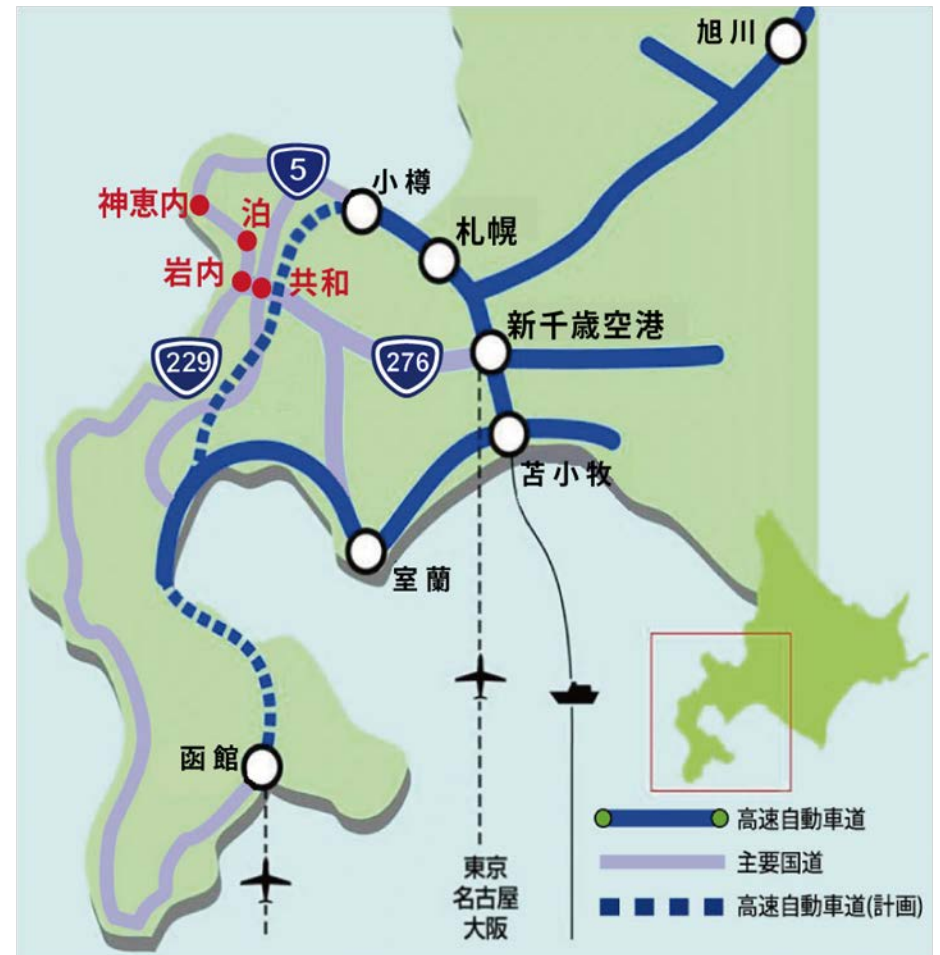 旭川
5
小樽
神恵内
泊
札幌
岩内
共和
新千歳空港
229
276
苫小牧
室蘭
函館
高速自動車道
主要国道
高速自動車道(計画)
東京
名古屋
大阪